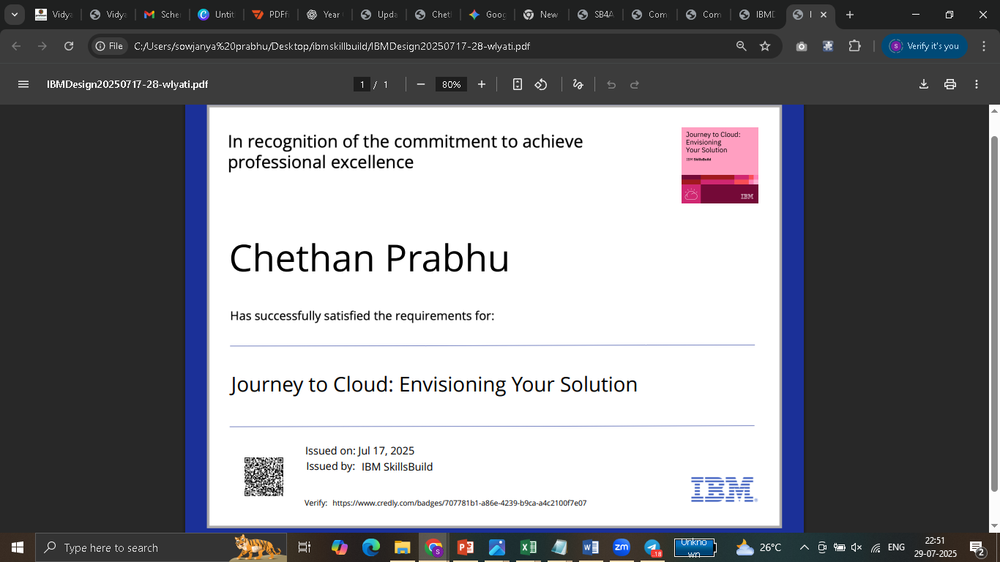 Vidya
Vidya
Sche
Untit
PDFfi
Year
Upda
Chet
Goog
New
SB4A
Com
Com
IBMD
I
File
C:/Users/sowjanya%20prabhu/Desktop/ibmskillbuild/IBMDesign20250717-28-wlyati.pdf
S
Verify it's you
IBMDesign20250717-28-wlyati.pdf
1 / 1
80%
In recognition of the commitment to achieve
professional excellence
Journey to Cloud:
Envisioning
Your Solution
IBM SkillsBuild
IBM
Chethan Prabhu
Has successfully satisfied the requirements for:
Journey to Cloud: Envisioning Your Solution
Issued on: Jul 17, 2025
Issued by: IBM SkillsBuild
Verify: https://www.credly.com/badges/707781b1-a86e-4239-b9ca-a4c2100f7e07
IBM®
Type here to search
S
P
X
W
zm
18
Unkno
wn
26°C
ENG
22:51
29-07-2025
2